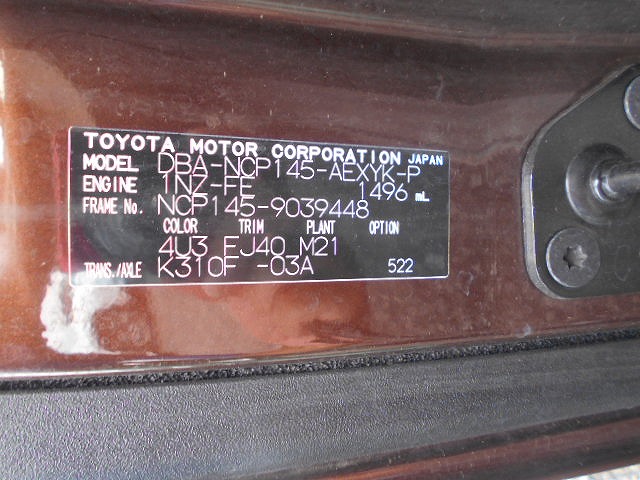 TOYOTA MOTOR CORPORATION JAPAN
MODEL DBA-NCP145-AEXYK-P
ENGINE 1NZ-FE 1496 mL
FRAME No. NCP145-9039448
COLOR TRIM PLANT OPTION
4U3 EJ40 M21
TRANS./AXLE K310F -03A 522